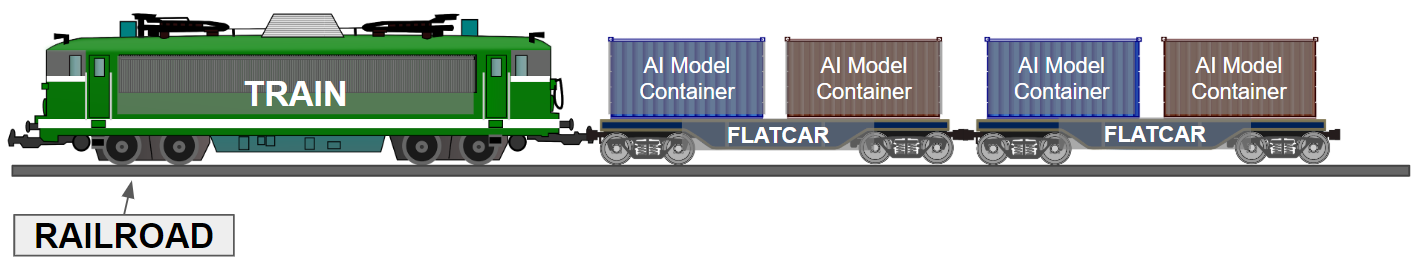 TRAIN
AI Model
Container
AI Model
Container
FLATCAR
AI Model
Container
AI Model
Container
FLATCAR
RAILROAD